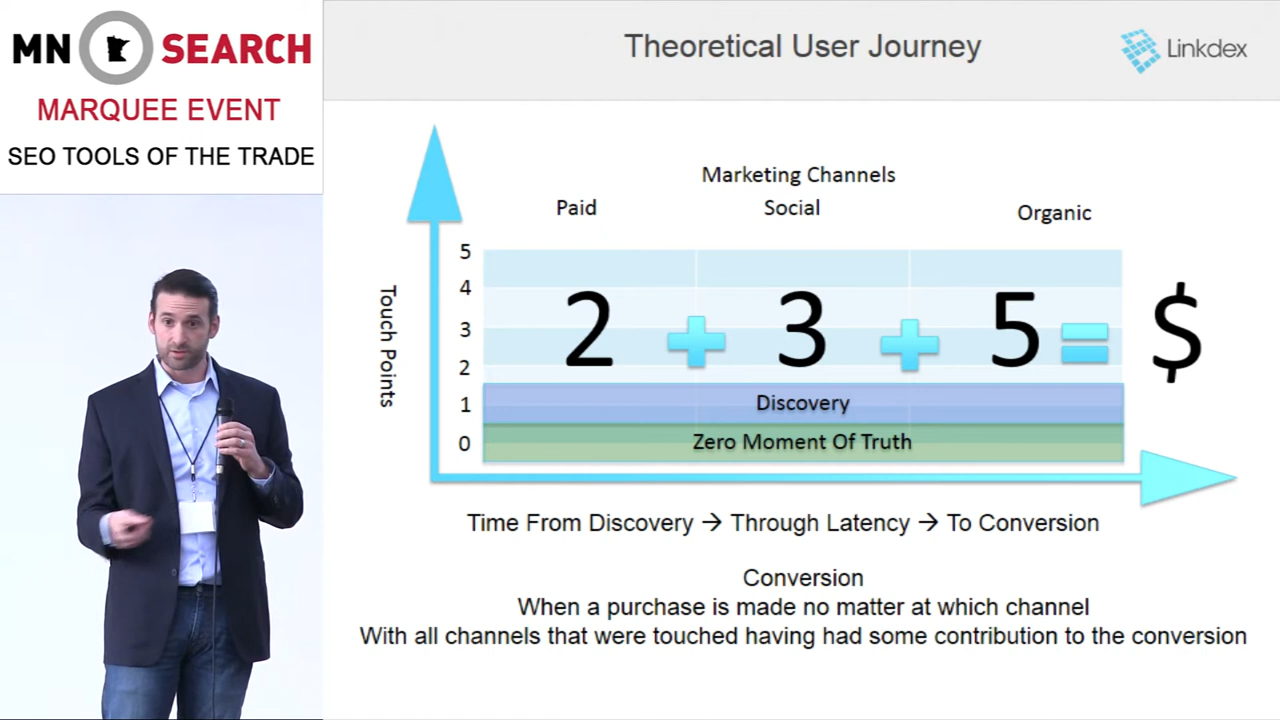 MN SEARCH
MARQUEE EVENT
SEO TOOLS OF THE TRADE
Theoretical User Journey
Linkdex
Marketing Channels
Paid
Social
Organic
Touch Points
5
4
3
2
1
0
2 + 3 + 5 = $
Discovery
Zero Moment Of Truth
Time From Discovery → Through Latency → To Conversion
Conversion
When a purchase is made no matter at which channel
With all channels that were touched having had some contribution to the conversion